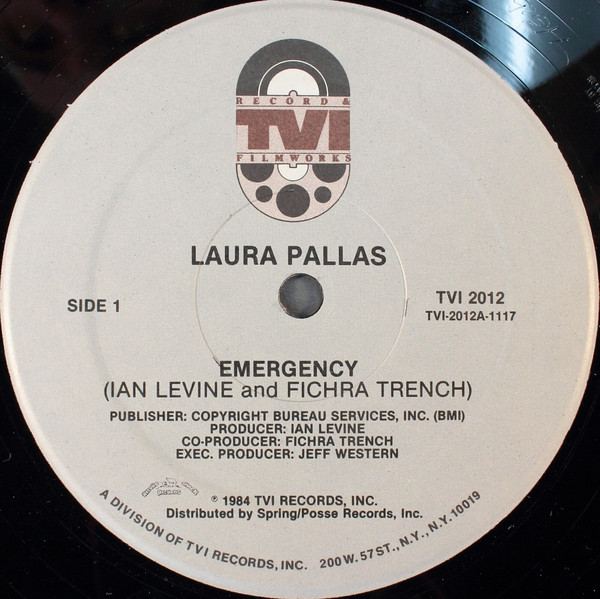 RECORD &
TVI
FILMWORKS
LAURA PALLAS
SIDE 1
TVI 2012
TVI-2012A-1117
EMERGENCY
(IAN LEVINE and FICHRA TRENCH)
PUBLISHER: COPYRIGHT BUREAU SERVICES, INC. (BMI)
PRODUCER: IAN LEVINE
CO-PRODUCER: FICHRA TRENCH
EXEC. PRODUCER: JEFF WESTERN
℗ 1984 TVI RECORDS, INC.
Distributed by Spring/Posse Records, Inc.
A DIVISION OF TVI RECORDS, INC. 200 W. 57 ST., N.Y., N.Y. 10019